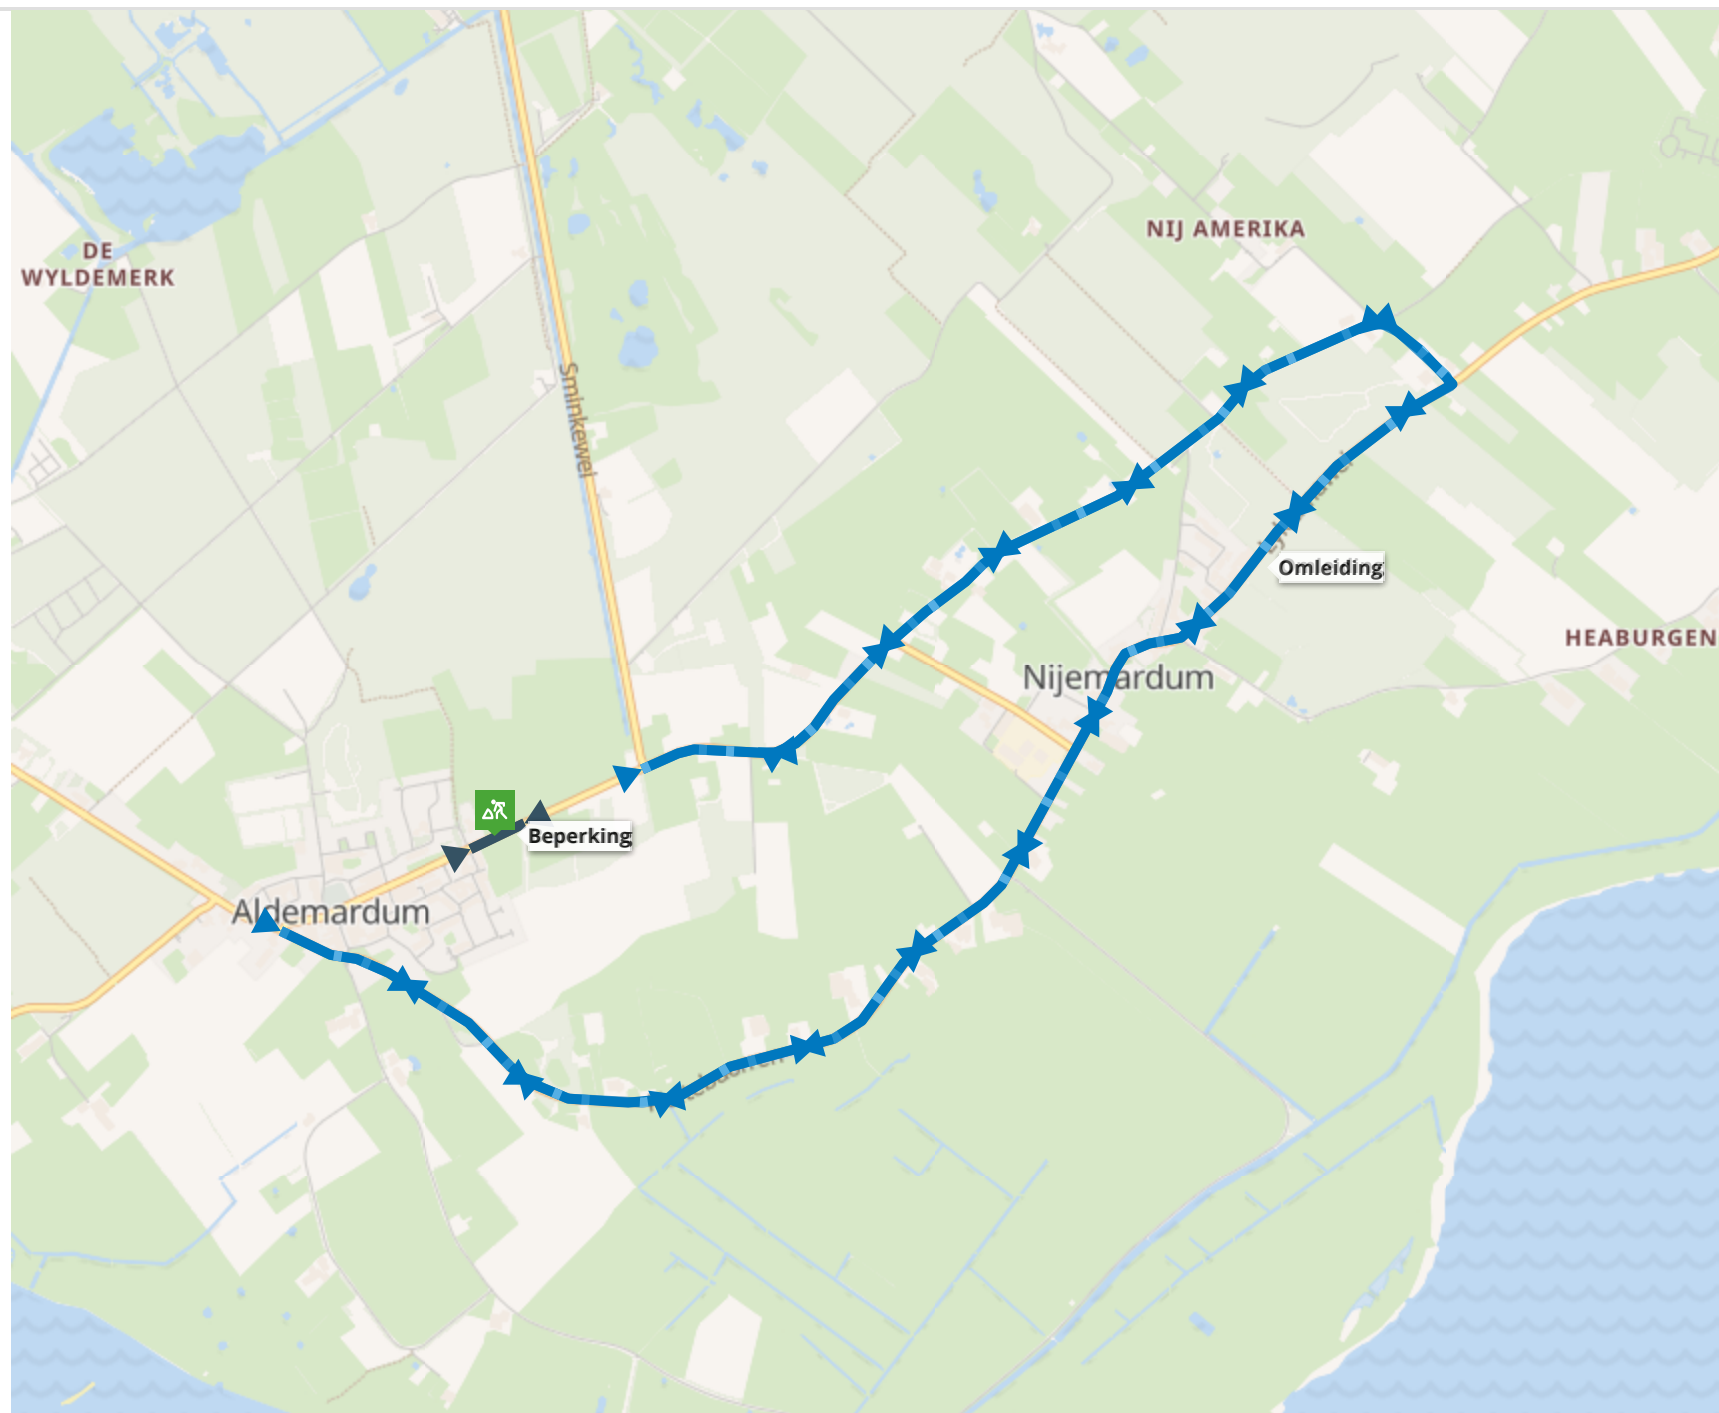 NIJ AMERIKA
DE
WYLDEMERK
Sminkewei
Omleiding
HEABURGEN
Nijemardum
Beperking
Aldemardum